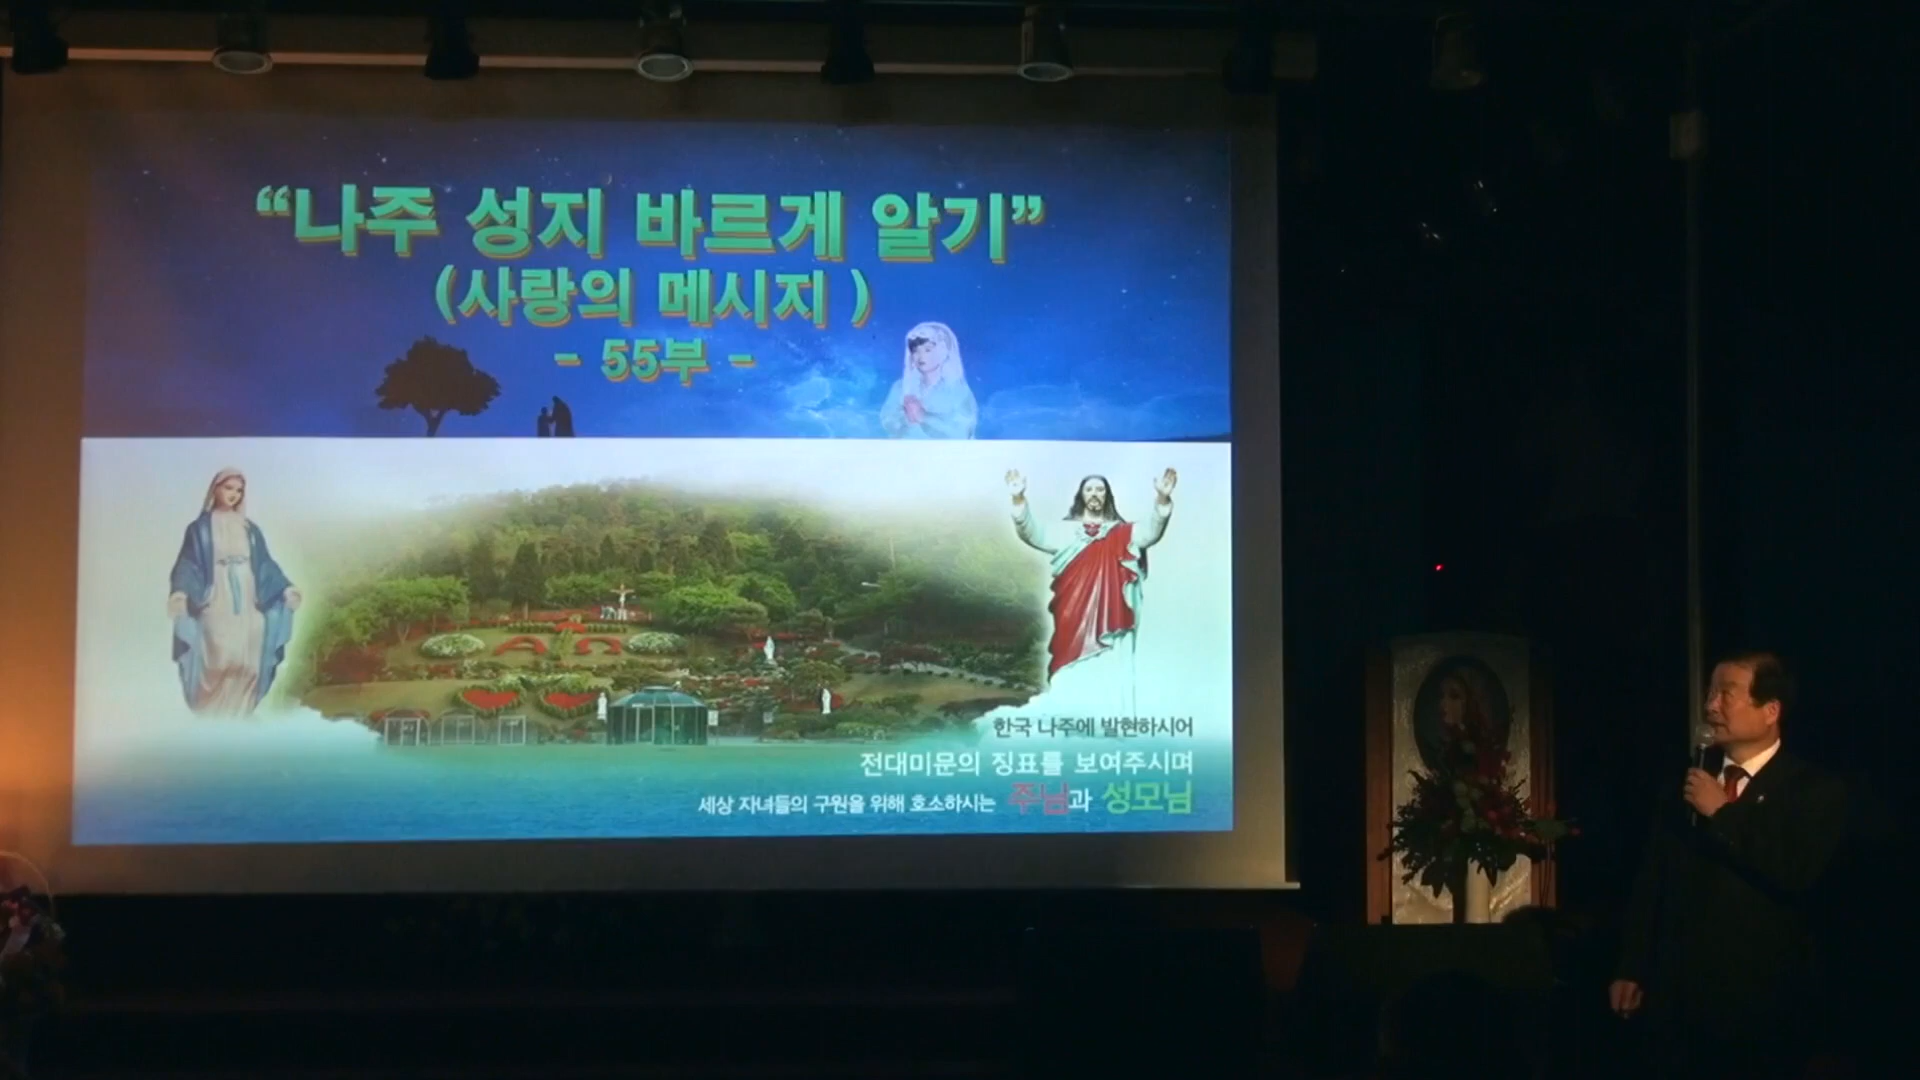 “나주 성지 바르게 알기”
(사랑의 메시지 )
- 55부 -
한국 나주에 발현하시어
전대미문의 징표를 보여주시며
세상 자녀들의 구원을 위해 호소하시는 주님과 성모님